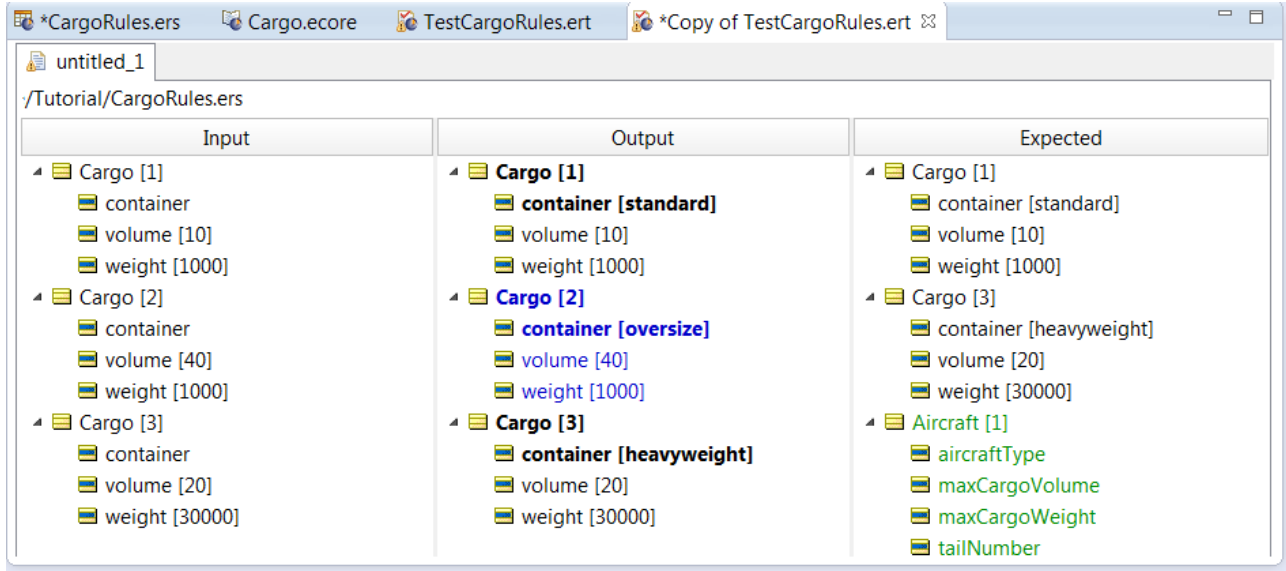 *CargoRules.ers Cargo.ecore TestCargoRules.ert *Copy of TestCargoRules.ert
untitled_1
/Tutorial/CargoRules.ers
Input Output Expected
Cargo [1] Cargo [1] Cargo [1]
container container [standard] container [standard]
volume [10] volume [10] volume [10]
weight [1000] weight [1000] weight [1000]
Cargo [2] Cargo [2] Cargo [3]
container container [oversize] container [heavyweight]
volume [40] volume [40] volume [20]
weight [1000] weight [1000] weight [30000]
Cargo [3] Cargo [3] Aircraft [1]
container container [heavyweight] aircraftType
volume [20] volume [20] maxCargoVolume
weight [30000] weight [30000] maxCargoWeight
tailNumber